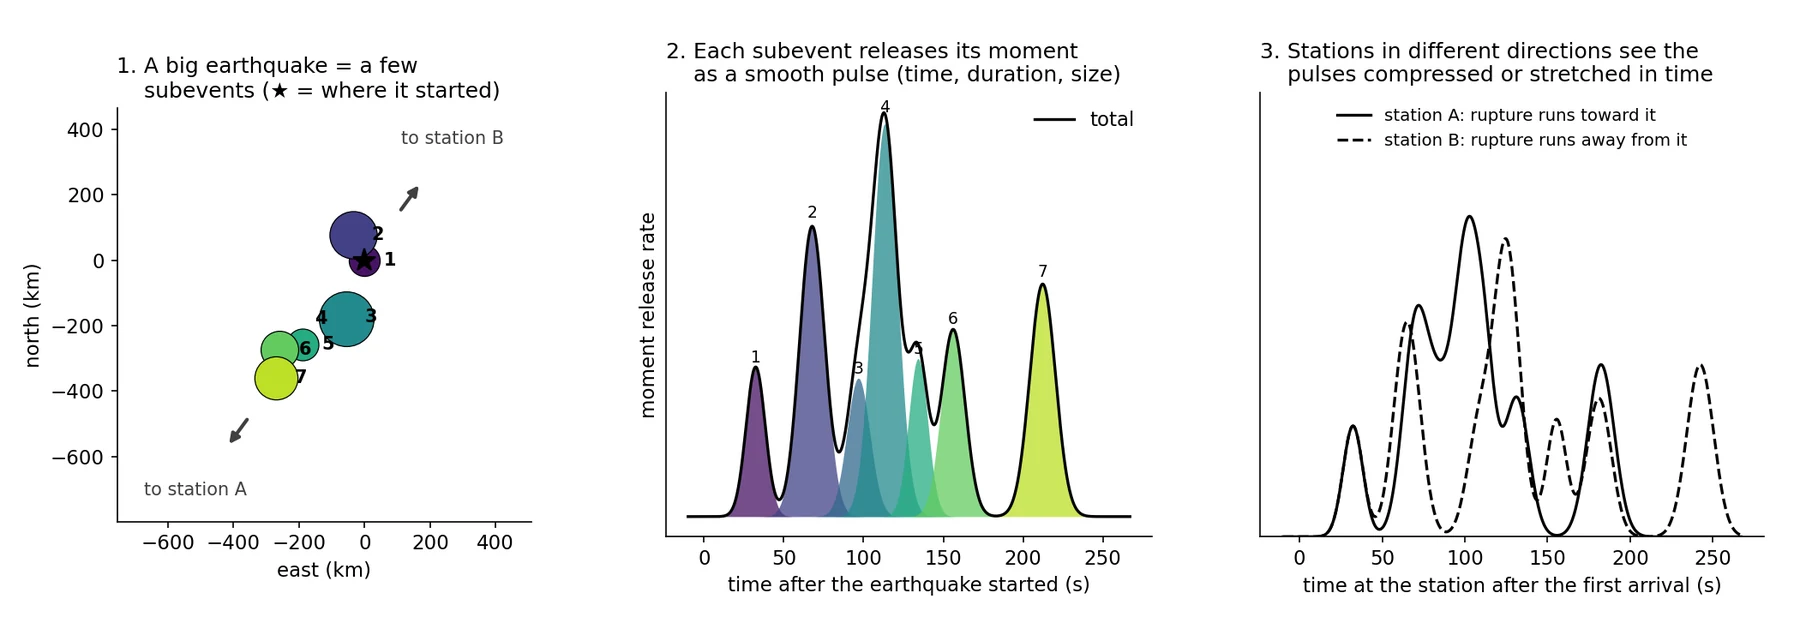 1. A big earthquake = a few
subevents (★ = where it started)
400
200
0
−200
−400
−600
north (km)
to station B
2
1
4
3
5
6
7
to station A
−600
−400
−200
0
200
400
east (km)
2. Each subevent releases its moment
as a smooth pulse (time, duration, size)
moment release rate
total
1
2
3
4
5
6
7
0
50
100
150
200
250
time after the earthquake started (s)
3. Stations in different directions see the
pulses compressed or stretched in time
station A: rupture runs toward it
station B: rupture runs away from it
0
50
100
150
200
250
time at the station after the first arrival (s)